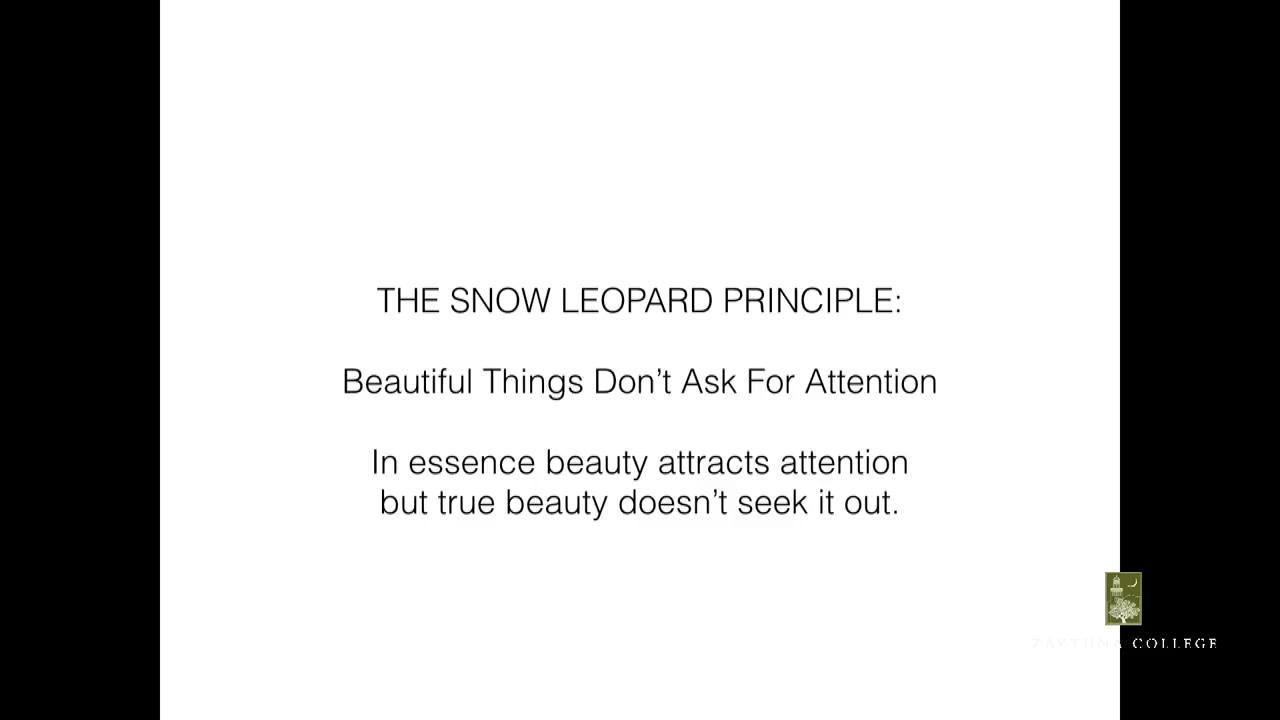 THE SNOW LEOPARD PRINCIPLE:
Beautiful Things Don't Ask For Attention
In essence beauty attracts attention
but true beauty doesn't seek it out.
ZAYTUNA COLLEGE